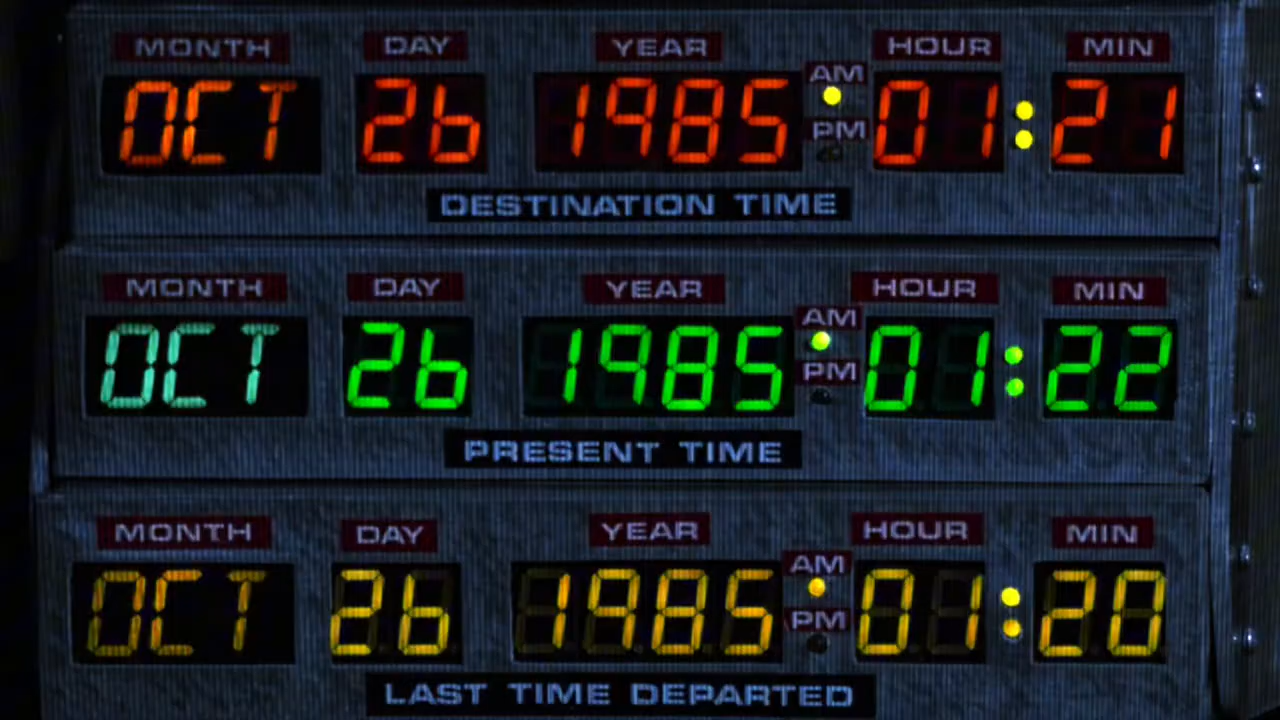 MONTH DAY YEAR HOUR MIN
OCT 26 1985 AM PM 01:21
DESTINATION TIME
MONTH DAY YEAR HOUR MIN
OCT 26 1985 AM PM 01:22
PRESENT TIME
MONTH DAY YEAR HOUR MIN
OCT 26 1985 AM PM 01:20
LAST TIME DEPARTED